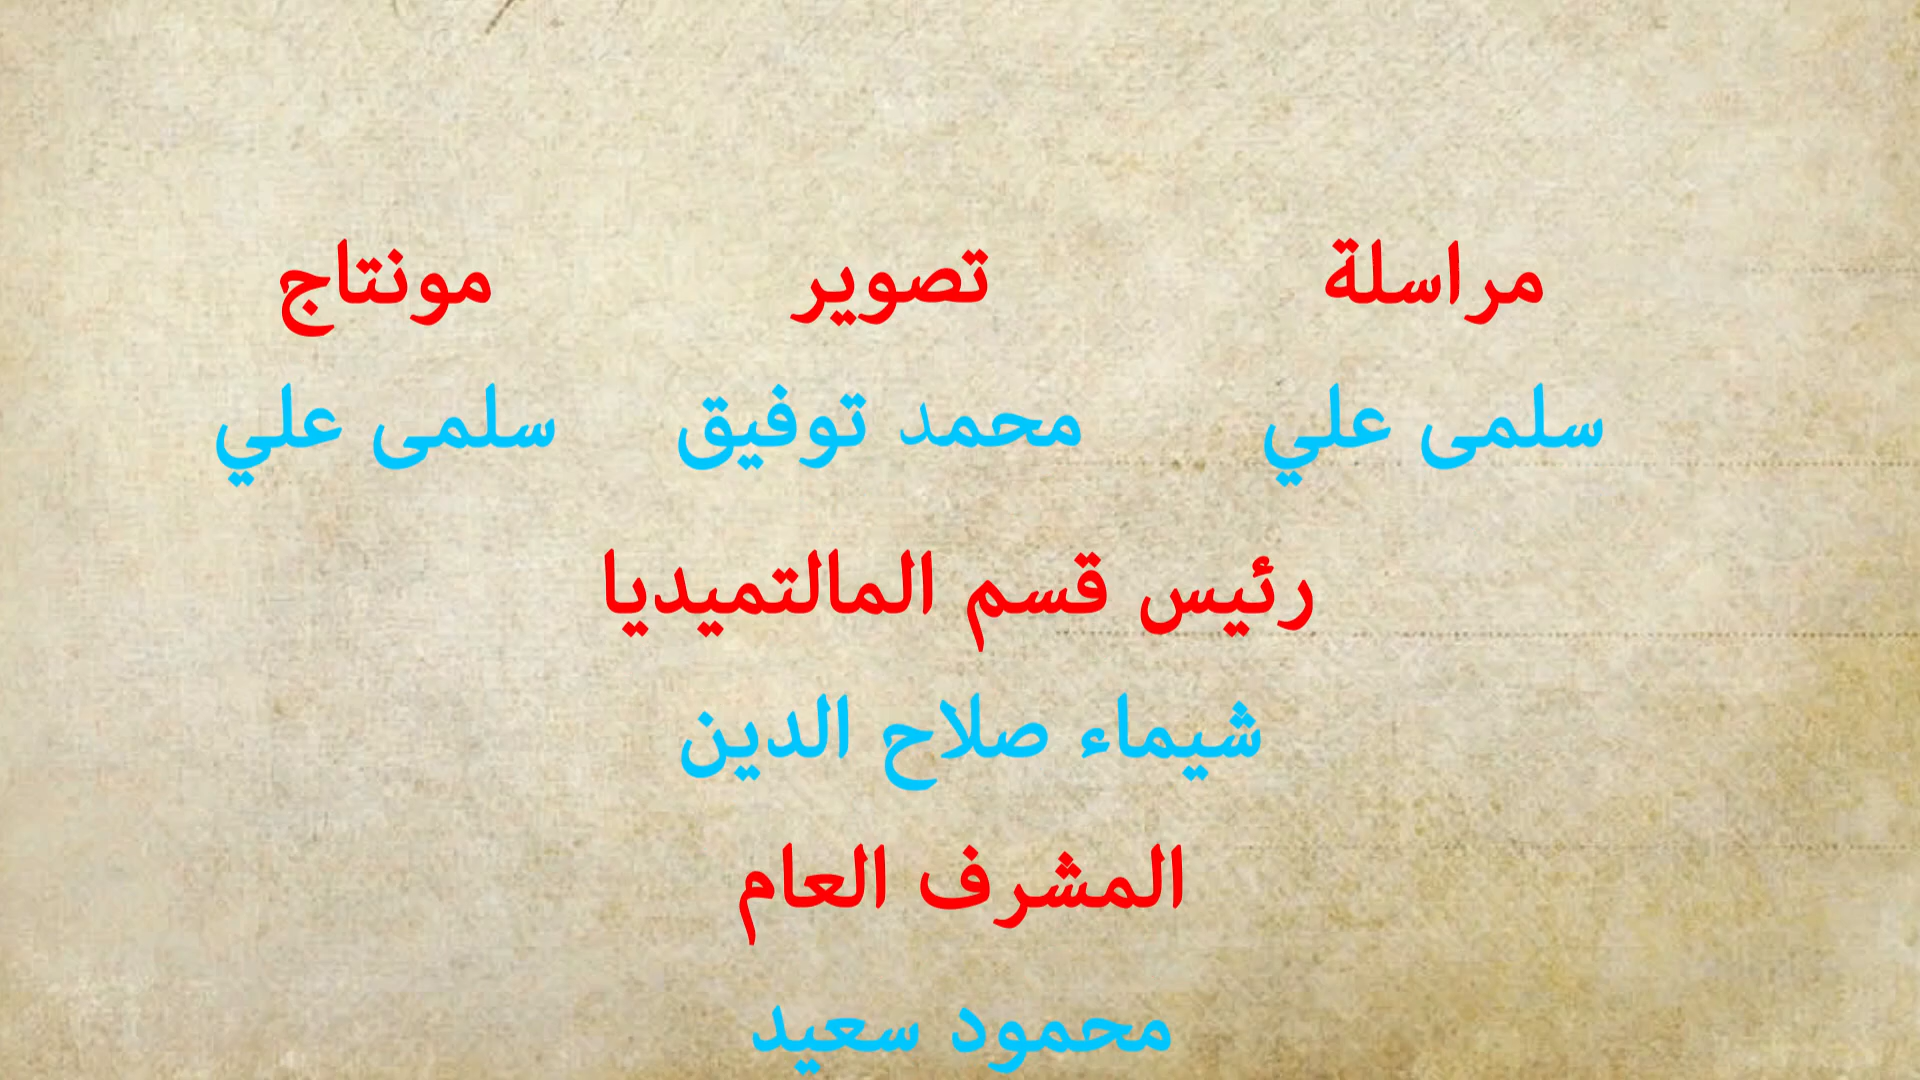 مراسلة تصوير مونتاج
سلمى علي محمد توفيق سلمى علي
رئيس قسم المالتميديا
شيماء صلاح الدين
المشرف العام
محمود سعيد